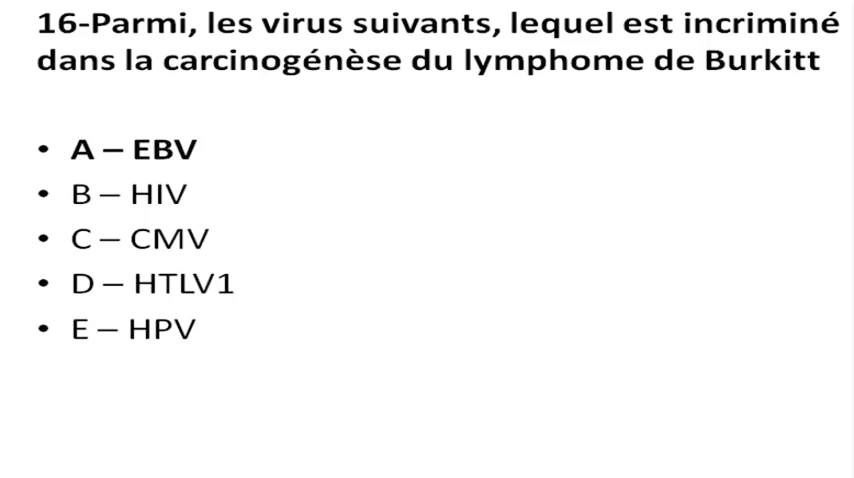 16-Parmi, les virus suivants, lequel est incriminé
dans la carcinogénèse du lymphome de Burkitt
• A – EBV
• B – HIV
• C – CMV
• D – HTLV1
• E – HPV